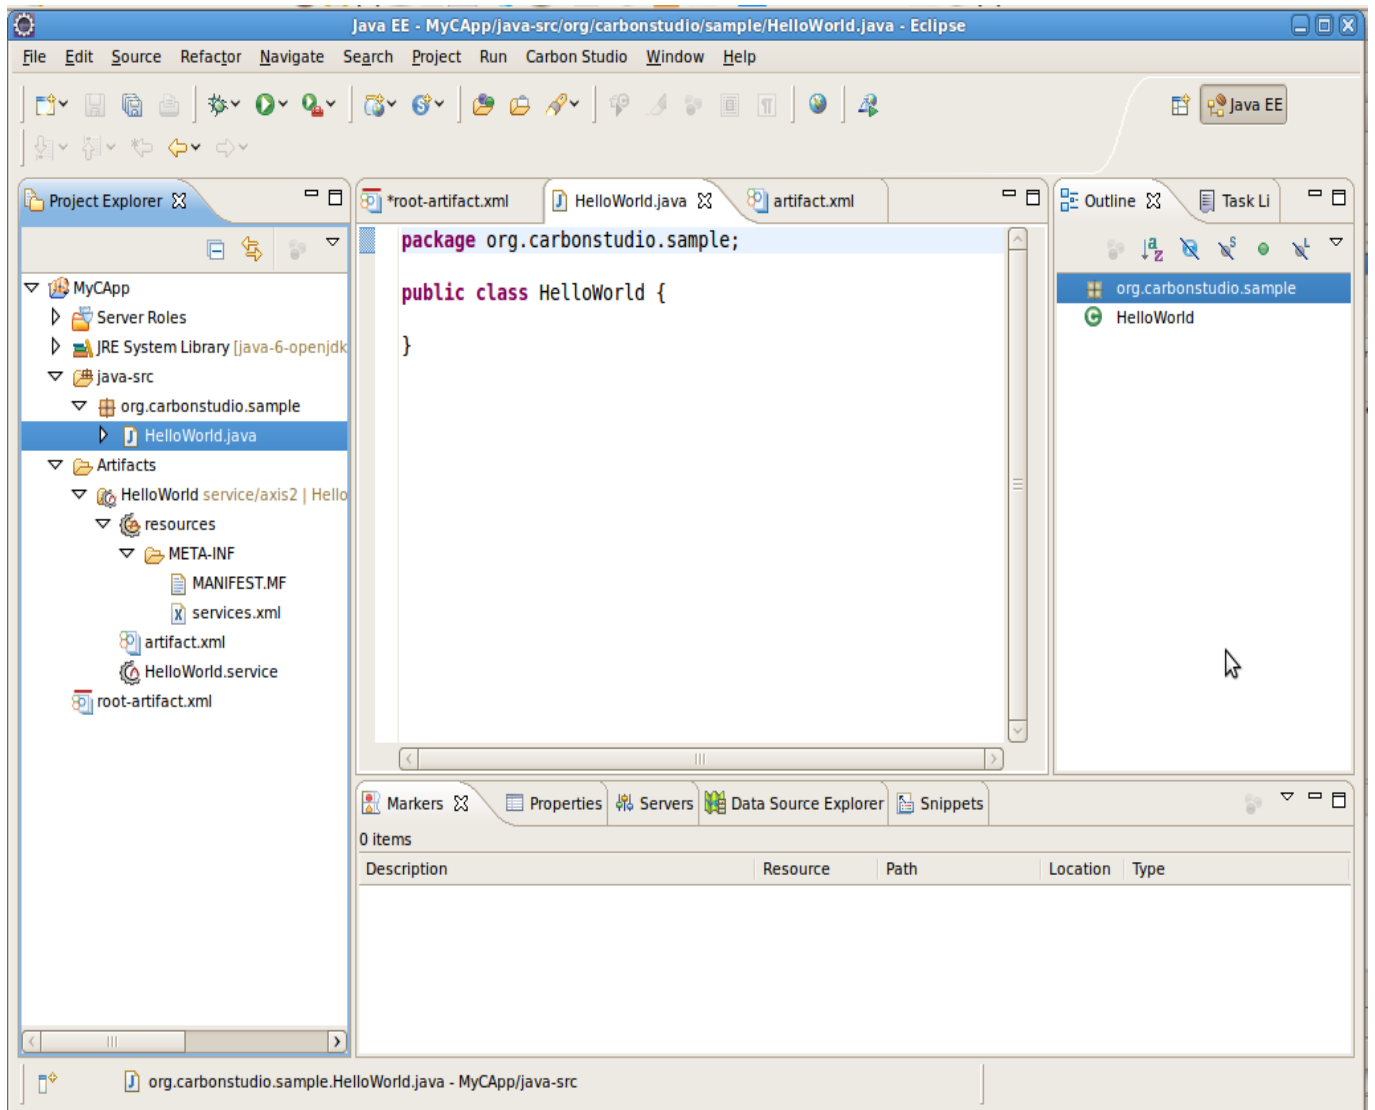 Java EE - MyCApp/java-src/org/carbonstudio/sample/HelloWorld.java - Eclipse
File Edit Source Refactor Navigate Search Project Run Carbon Studio Window Help
Java EE
Project Explorer
MyCApp
Server Roles
JRE System Library [java-6-openjdk
java-src
org.carbonstudio.sample
HelloWorld.java
Artifacts
HelloWorld service/axis2 | Hello
resources
META-INF
MANIFEST.MF
services.xml
artifact.xml
HelloWorld.service
root-artifact.xml
*root-artifact.xml HelloWorld.java artifact.xml
package org.carbonstudio.sample;
public class HelloWorld {
}
Outline Task Li
org.carbonstudio.sample
HelloWorld
Markers Properties Servers Data Source Explorer Snippets
0 items
Description Resource Path Location Type
org.carbonstudio.sample.HelloWorld.java - MyCApp/java-src